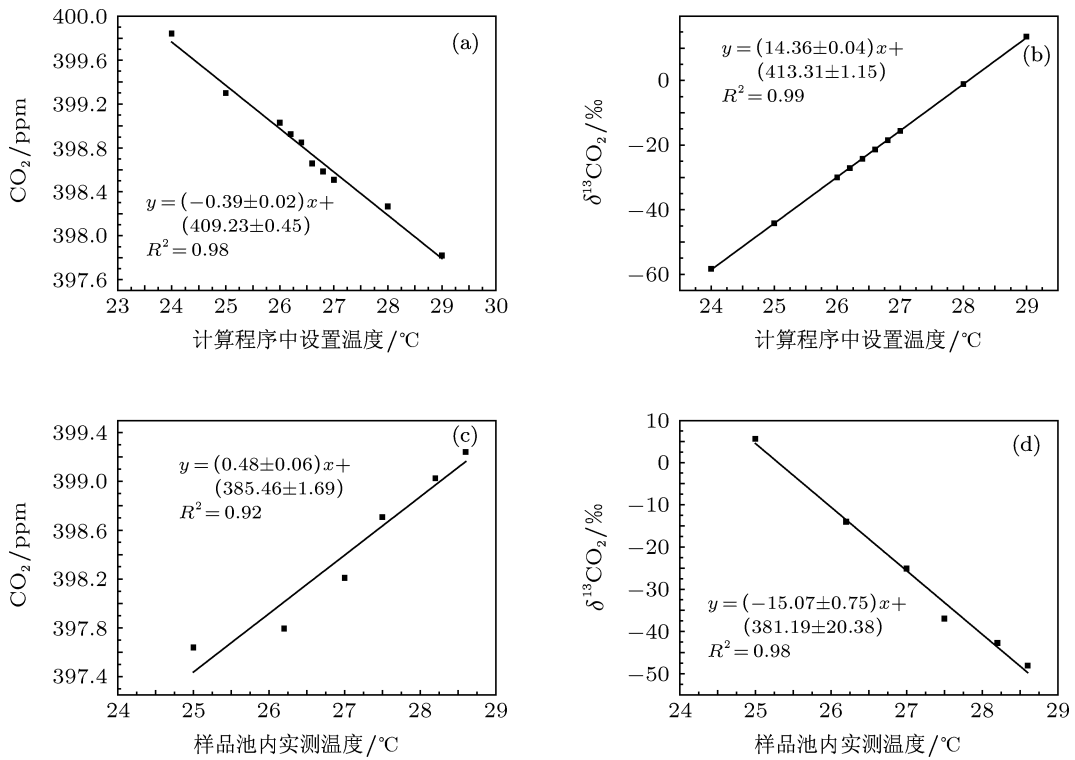 (a)
400.0
399.6
399.2
398.8
398.4
398.0
397.6
CO₂/ppm
y=(−0.39±0.02)x+
(409.23±0.45)
R²=0.98
23 24 25 26 27 28 29 30
计算程序中设置温度/℃
(b)
y=(14.36±0.04)x+
(413.31±1.15)
R²=0.99
0
−20
−40
−60
δ¹³CO₂/‰
24 25 26 27 28 29
计算程序中设置温度/℃
(c)
399.4
399.0
398.6
398.2
397.8
397.4
CO₂/ppm
y=(0.48±0.06)x+
(385.46±1.69)
R²=0.92
24 25 26 27 28 29
样品池内实测温度/℃
(d)
10
0
−10
−20
−30
−40
−50
δ¹³CO₂/‰
y=(−15.07±0.75)x+
(381.19±20.38)
R²=0.98
24 25 26 27 28 29
样品池内实测温度/℃